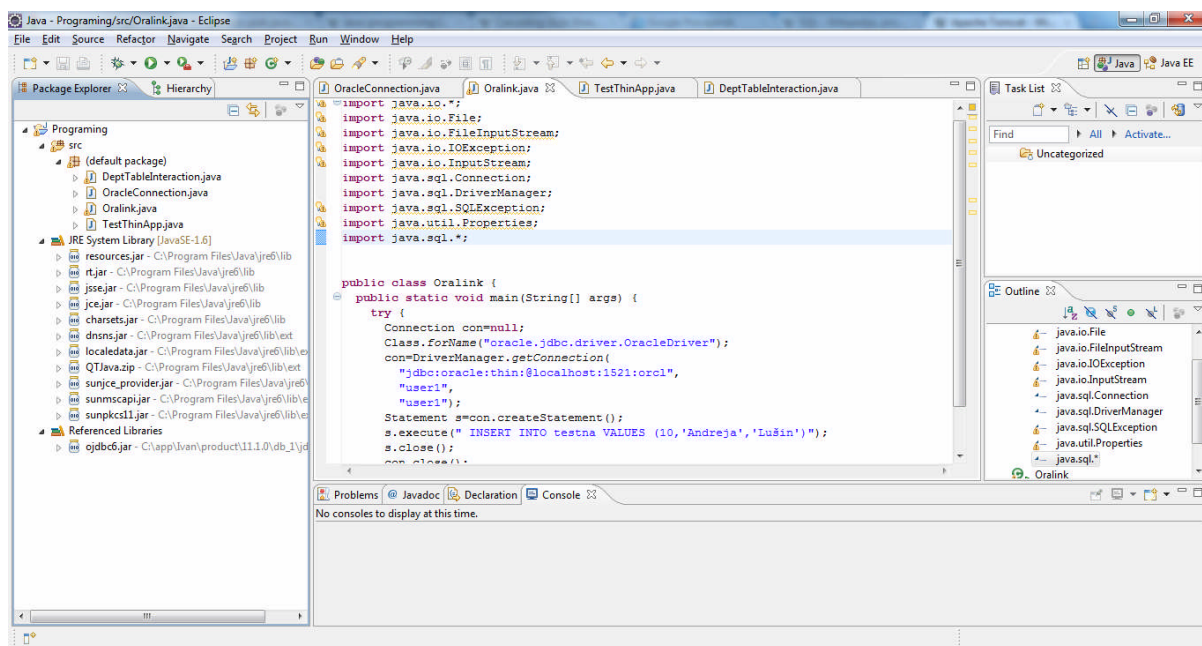 Java - Programing/src/Oralink.java - Eclipse
File Edit Source Refactor Navigate Search Project Run Window Help
Java Java EE
Package Explorer Hierarchy
Programing
src
(default package)
DeptTableInteraction.java
OracleConnection.java
Oralink.java
TestThinApp.java
JRE System Library [JavaSE-1.6]
resources.jar - C:\Program Files\Java\jre6\lib
rt.jar - C:\Program Files\Java\jre6\lib
jsse.jar - C:\Program Files\Java\jre6\lib
jce.jar - C:\Program Files\Java\jre6\lib
charsets.jar - C:\Program Files\Java\jre6\lib
dnsns.jar - C:\Program Files\Java\jre6\lib\ext
localedata.jar - C:\Program Files\Java\jre6\lib\ex
QTJava.zip - C:\Program Files\Java\jre6\lib\ext
sunjce_provider.jar - C:\Program Files\Java\jre6\
sunmscapi.jar - C:\Program Files\Java\jre6\lib\e
sunpkcs11.jar - C:\Program Files\Java\jre6\lib\e
Referenced Libraries
ojdbc6.jar - C:\app\Ivan\product\11.1.0\db_1\jd
OracleConnection.java Oralink.java TestThinApp.java DeptTableInteraction.java
import java.io.*;
import java.io.File;
import java.io.FileInputStream;
import java.io.IOException;
import java.io.InputStream;
import java.sql.Connection;
import java.sql.DriverManager;
import java.sql.SQLException;
import java.util.Properties;
import java.sql.*;
public class Oralink {
public static void main(String[] args) {
try {
Connection con=null;
Class.forName("oracle.jdbc.driver.OracleDriver");
con=DriverManager.getConnection(
"jdbc:oracle:thin:@localhost:1521:orcl",
"user1",
"user1");
Statement s=con.createStatement();
s.execute(" INSERT INTO testna VALUES (10,'Andreja','Lušin')");
s.close();
con.close();
Problems @ Javadoc Declaration Console
No consoles to display at this time.
Task List
Find All Activate...
Uncategorized
Outline
java.io.File
java.io.FileInputStream
java.io.IOException
java.io.InputStream
java.sql.Connection
java.sql.DriverManager
java.sql.SQLException
java.util.Properties
java.sql.*
Oralink